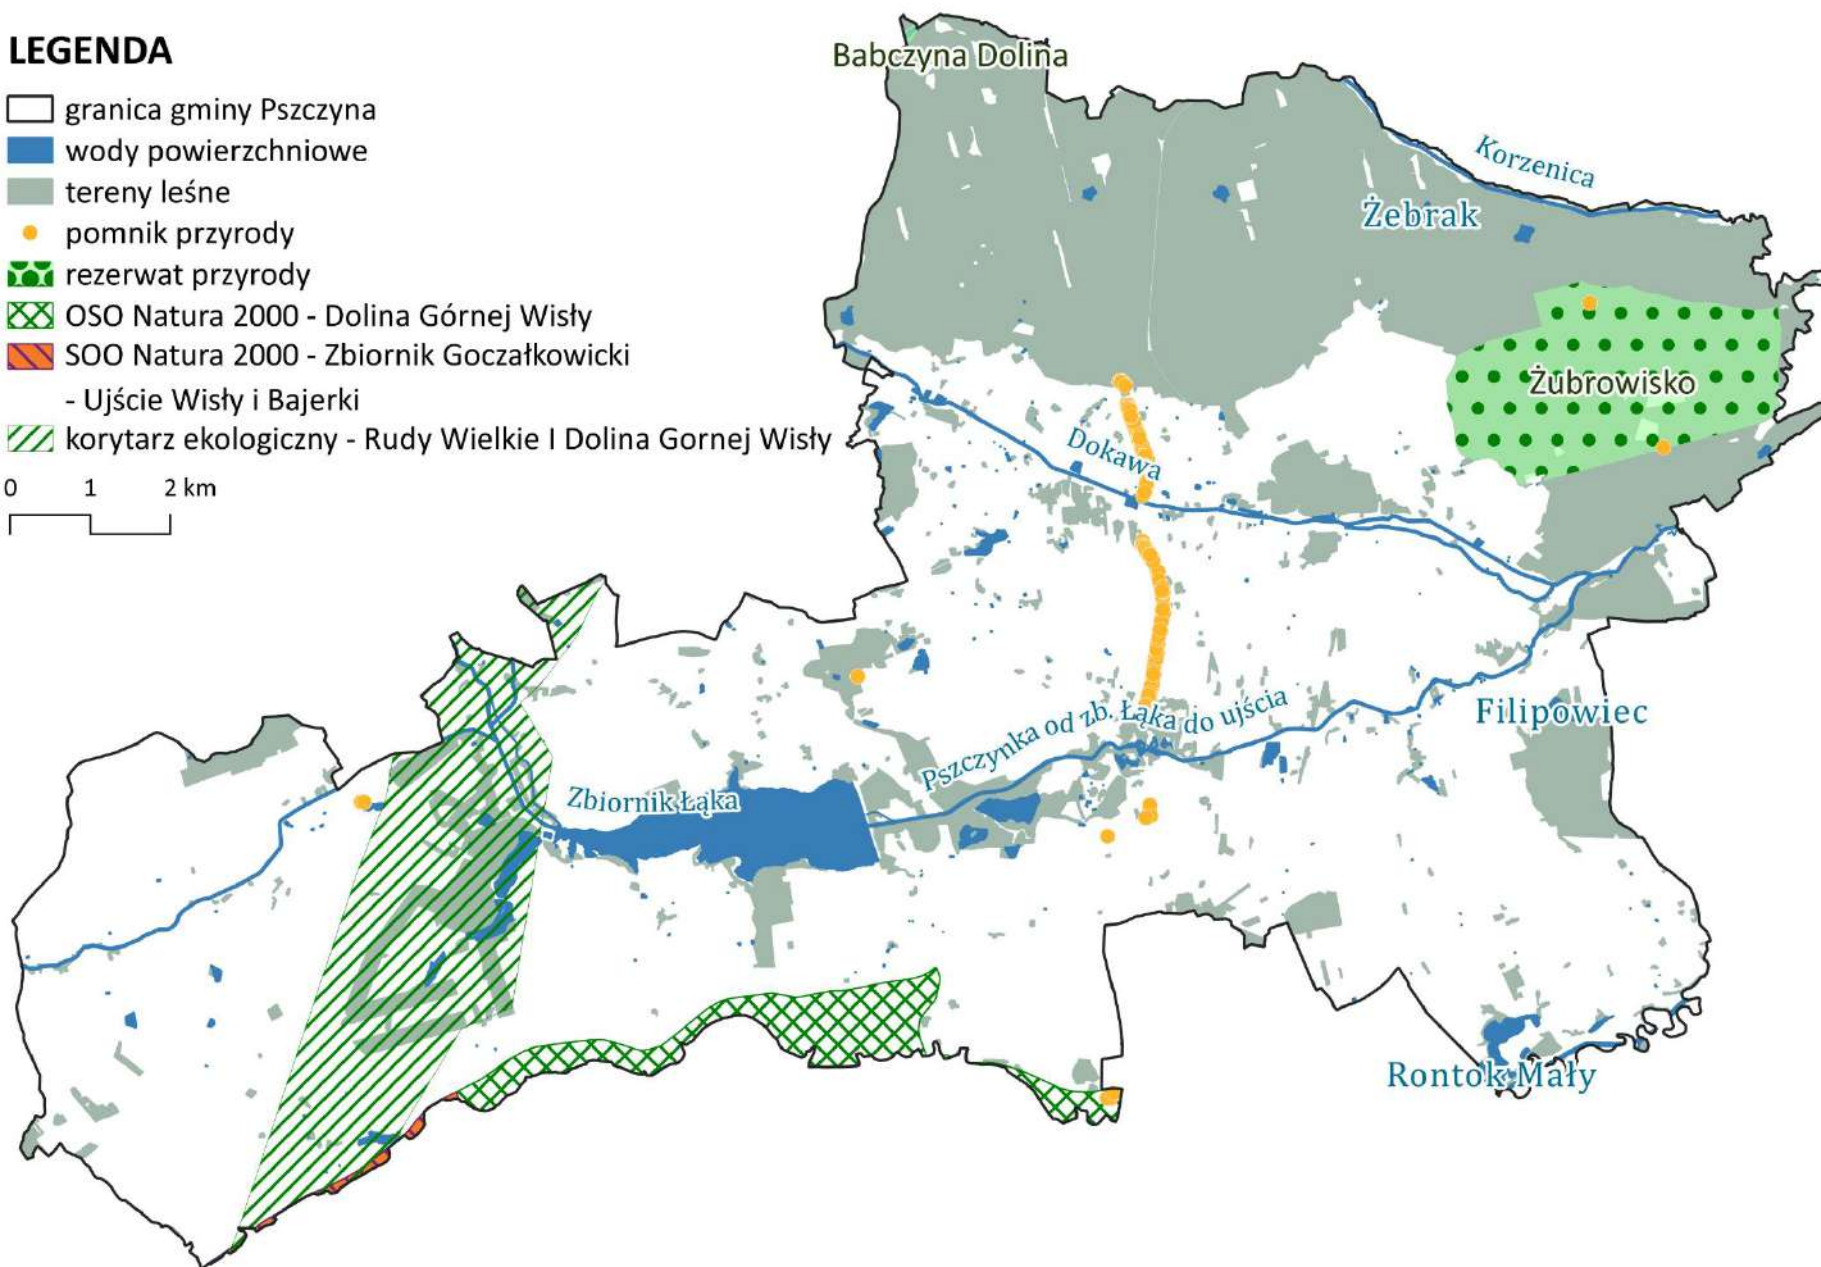 LEGENDA
granica gminy Pszczyna
wody powierzchniowe
tereny leśne
pomnik przyrody
rezerwat przyrody
OSO Natura 2000 - Dolina Górnej Wisły
SOO Natura 2000 - Zbiornik Goczałkowicki
- Ujście Wisły i Bajerki
korytarz ekologiczny - Rudy Wielkie I Dolina Gornej Wisły
0 1 2 km
Babczyna Dolina
Korzenica
Żebrak
Żubrowisko
Dokawa
Pszczynka od zb. Łąka do ujścia
Filipowiec
Zbiornik Łąka
Rontok Mały